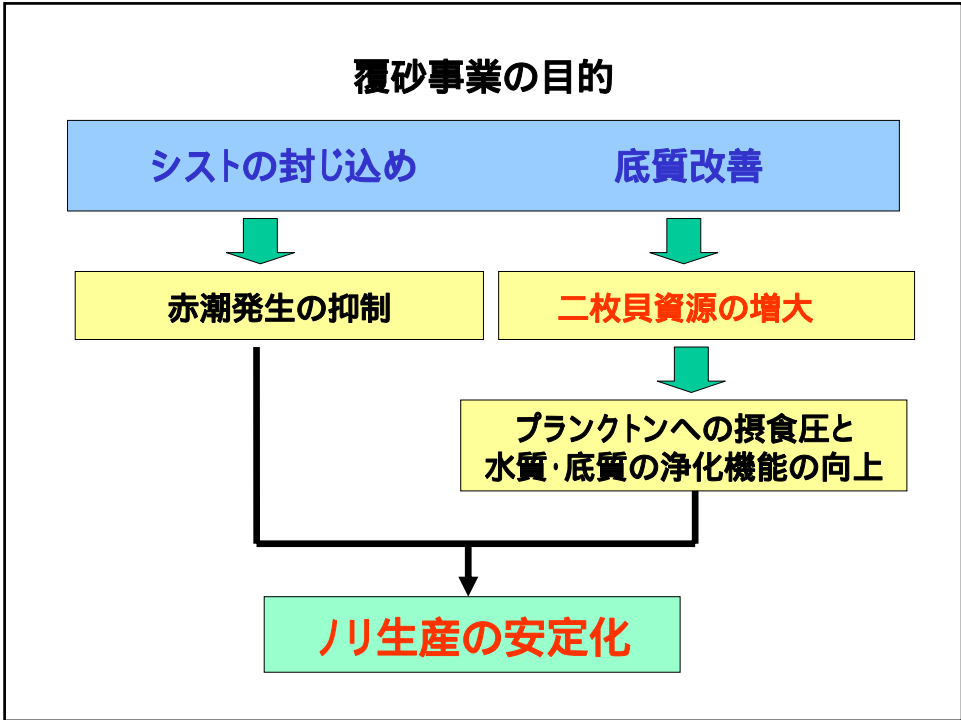 覆砂事業の目的
シストの封じ込め 底質改善
赤潮発生の抑制
二枚貝資源の増大
プランクトンへの摂食圧と
水質・底質の浄化機能の向上
ノリ生産の安定化